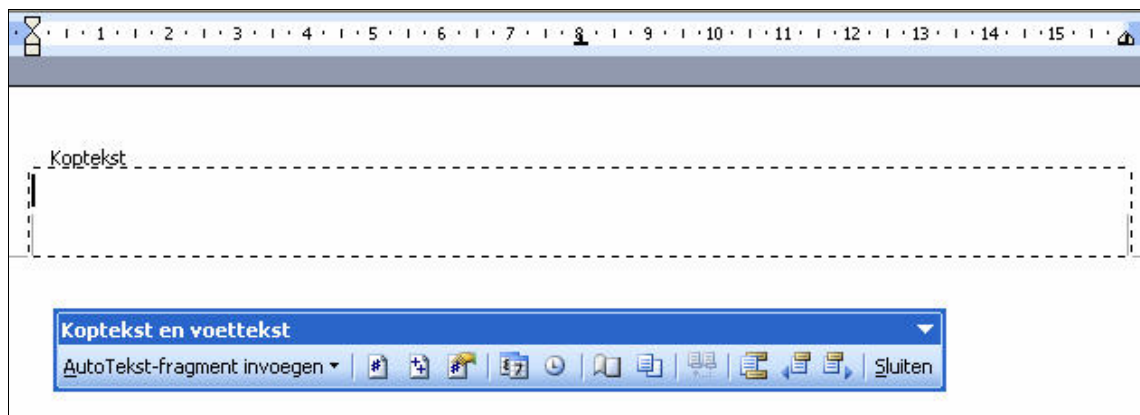 1 2 3 4 5 6 7 8 9 10 11 12 13 14 15
Koptekst
Koptekst en voettekst
AutoTekst-fragment invoegen Sluiten